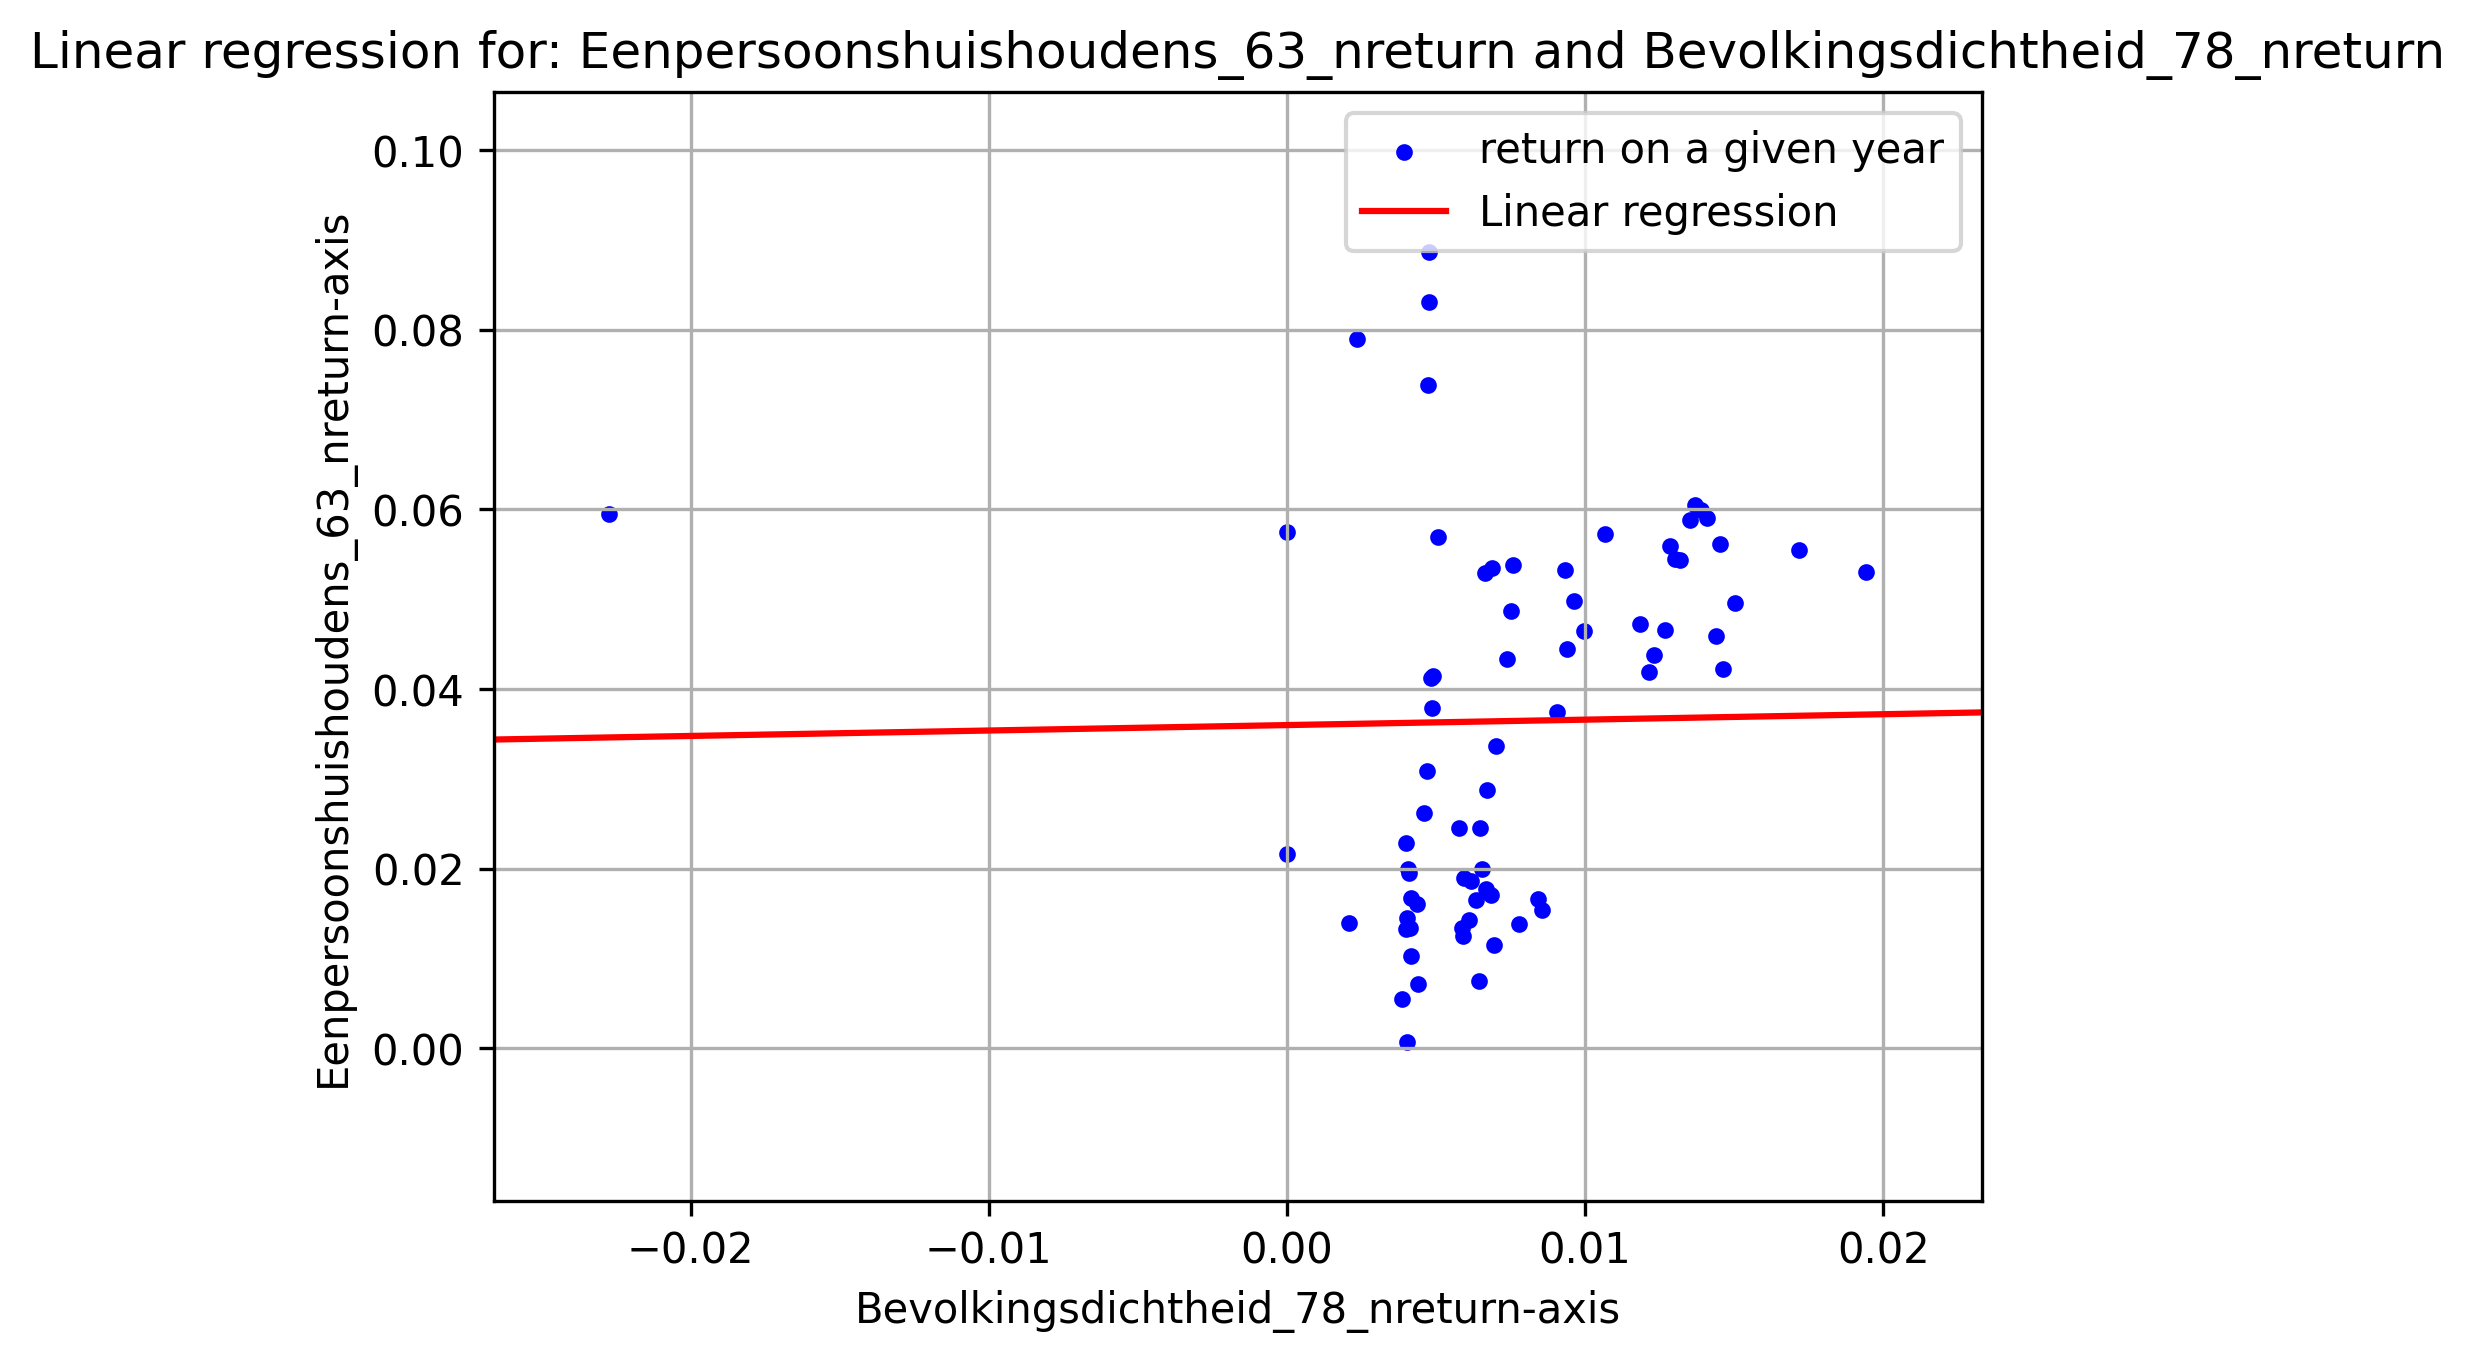 Linear regression for: Eenpersoonshuishoudens_63_nreturn and Bevolkingsdichtheid_78_nreturn
return on a given year
Linear regression
Eenpersoonshuishoudens_63_nreturn-axis
0.10
0.08
0.06
0.04
0.02
0.00
−0.02
−0.01
0.00
0.01
0.02
Bevolkingsdichtheid_78_nreturn-axis